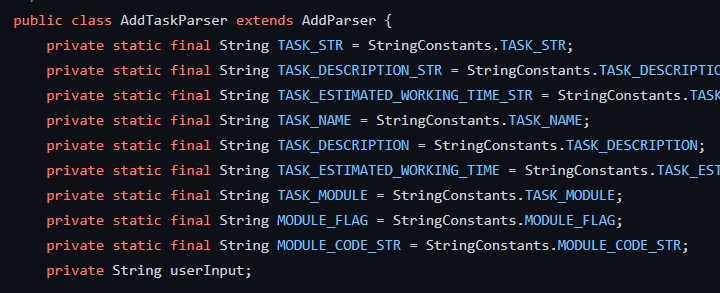 public class AddTaskParser extends AddParser {
private static final String TASK_STR = StringConstants.TASK_STR;
private static final String TASK_DESCRIPTION_STR = StringConstants.TASK_DESCRIPTIO
private static final String TASK_ESTIMATED_WORKING_TIME_STR = StringConstants.TASK
private static final String TASK_NAME = StringConstants.TASK_NAME;
private static final String TASK_DESCRIPTION = StringConstants.TASK_DESCRIPTION;
private static final String TASK_ESTIMATED_WORKING_TIME = StringConstants.TASK_EST
private static final String TASK_MODULE = StringConstants.TASK_MODULE;
private static final String MODULE_FLAG = StringConstants.MODULE_FLAG;
private static final String MODULE_CODE_STR = StringConstants.MODULE_CODE_STR;
private String userInput;